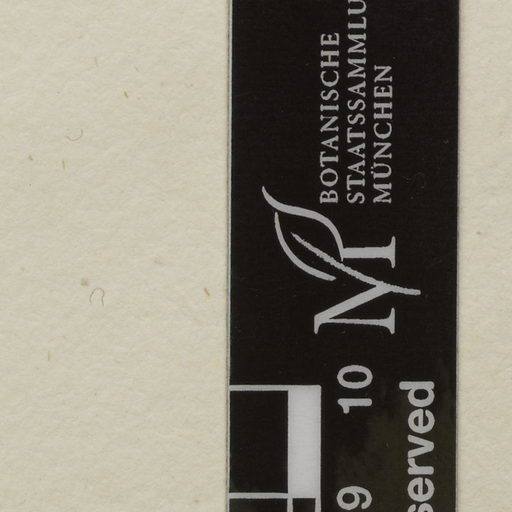 BOTANISCHE
STAATSSAMMLU
MÜNCHEN
9 10
served